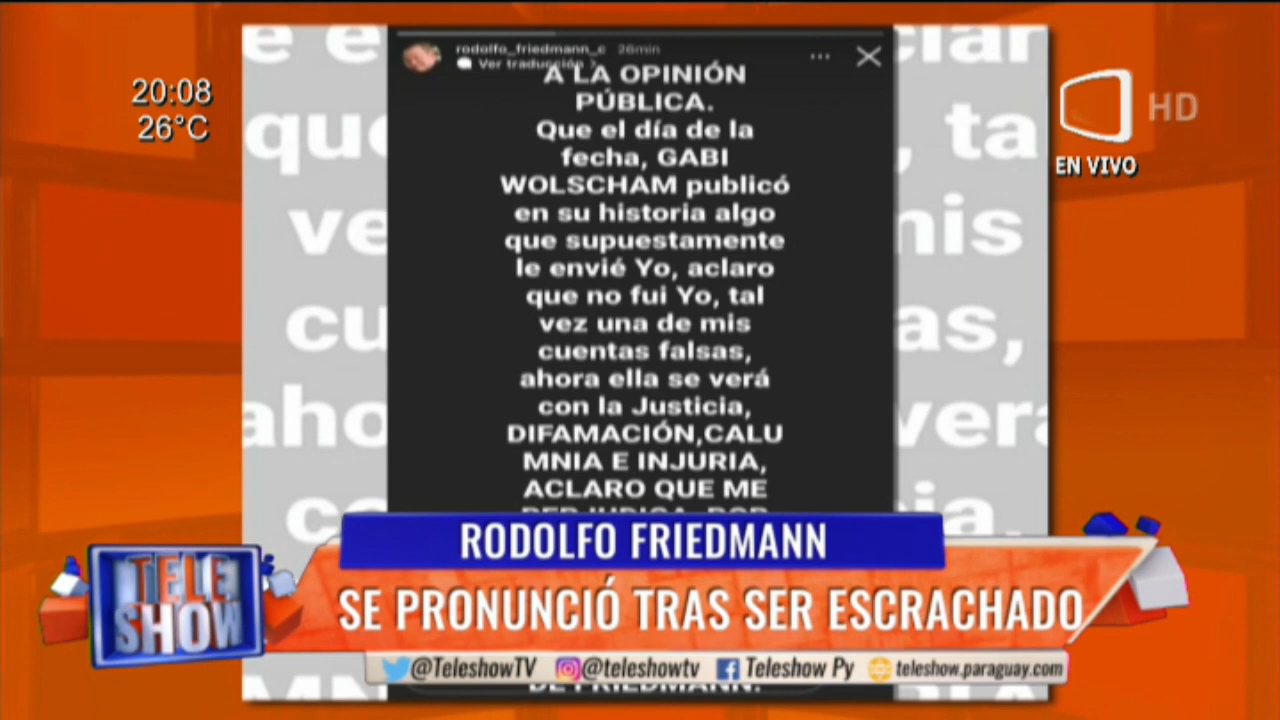 20:08
26°C
rodolfo_friedmann_c 26min
Ver traducción >
A LA OPINIÓN
PÚBLICA.
Que el día de la
fecha, GABI
WOLSCHAM publicó
en su historia algo
que supuestamente
le envié Yo, aclaro
que no fui Yo, tal
vez una de mis
cuentas falsas,
ahora ella se verá
con la Justicia,
DIFAMACIÓN,CALU
MNIA E INJURIA,
ACLARO QUE ME
DE FRIEDMANN.
HD
EN VIVO
RODOLFO FRIEDMANN
SE PRONUNCIÓ TRAS SER ESCRACHADO
TELE
SHOW
@TeleshowTV @teleshowtv Teleshow Py teleshow.paraguay.com